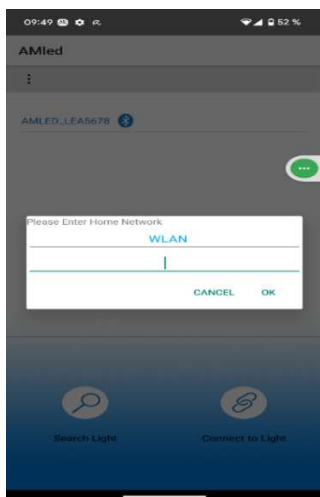 09:49
52 %
AMled
AMLED_LEA5678
Please Enter Home Network
WLAN
CANCEL OK
Search Light Connect to Light